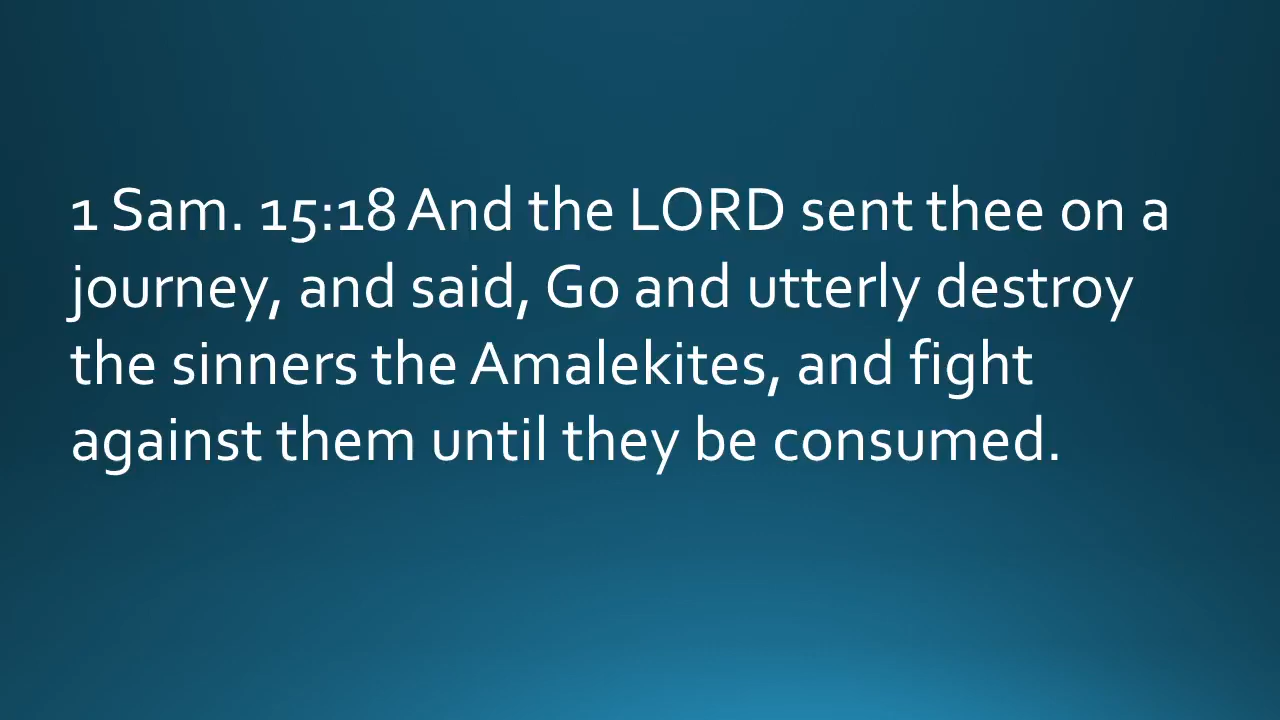 1 Sam. 15:18 And the LORD sent thee on a
journey, and said, Go and utterly destroy
the sinners the Amalekites, and fight
against them until they be consumed.